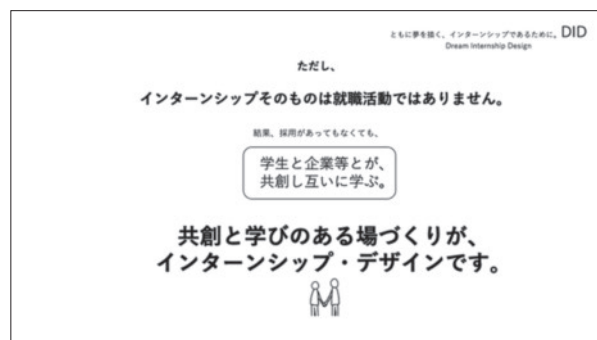 ともに夢を描く、インターンシップであるために。DID
Dream Internship Design
ただし、
インターンシップそのものは就職活動ではありません。
結果、採用があってもなくても、
学生と企業等とが、
共創し互いに学ぶ。
共創と学びのある場づくりが、
インターンシップ・デザインです。